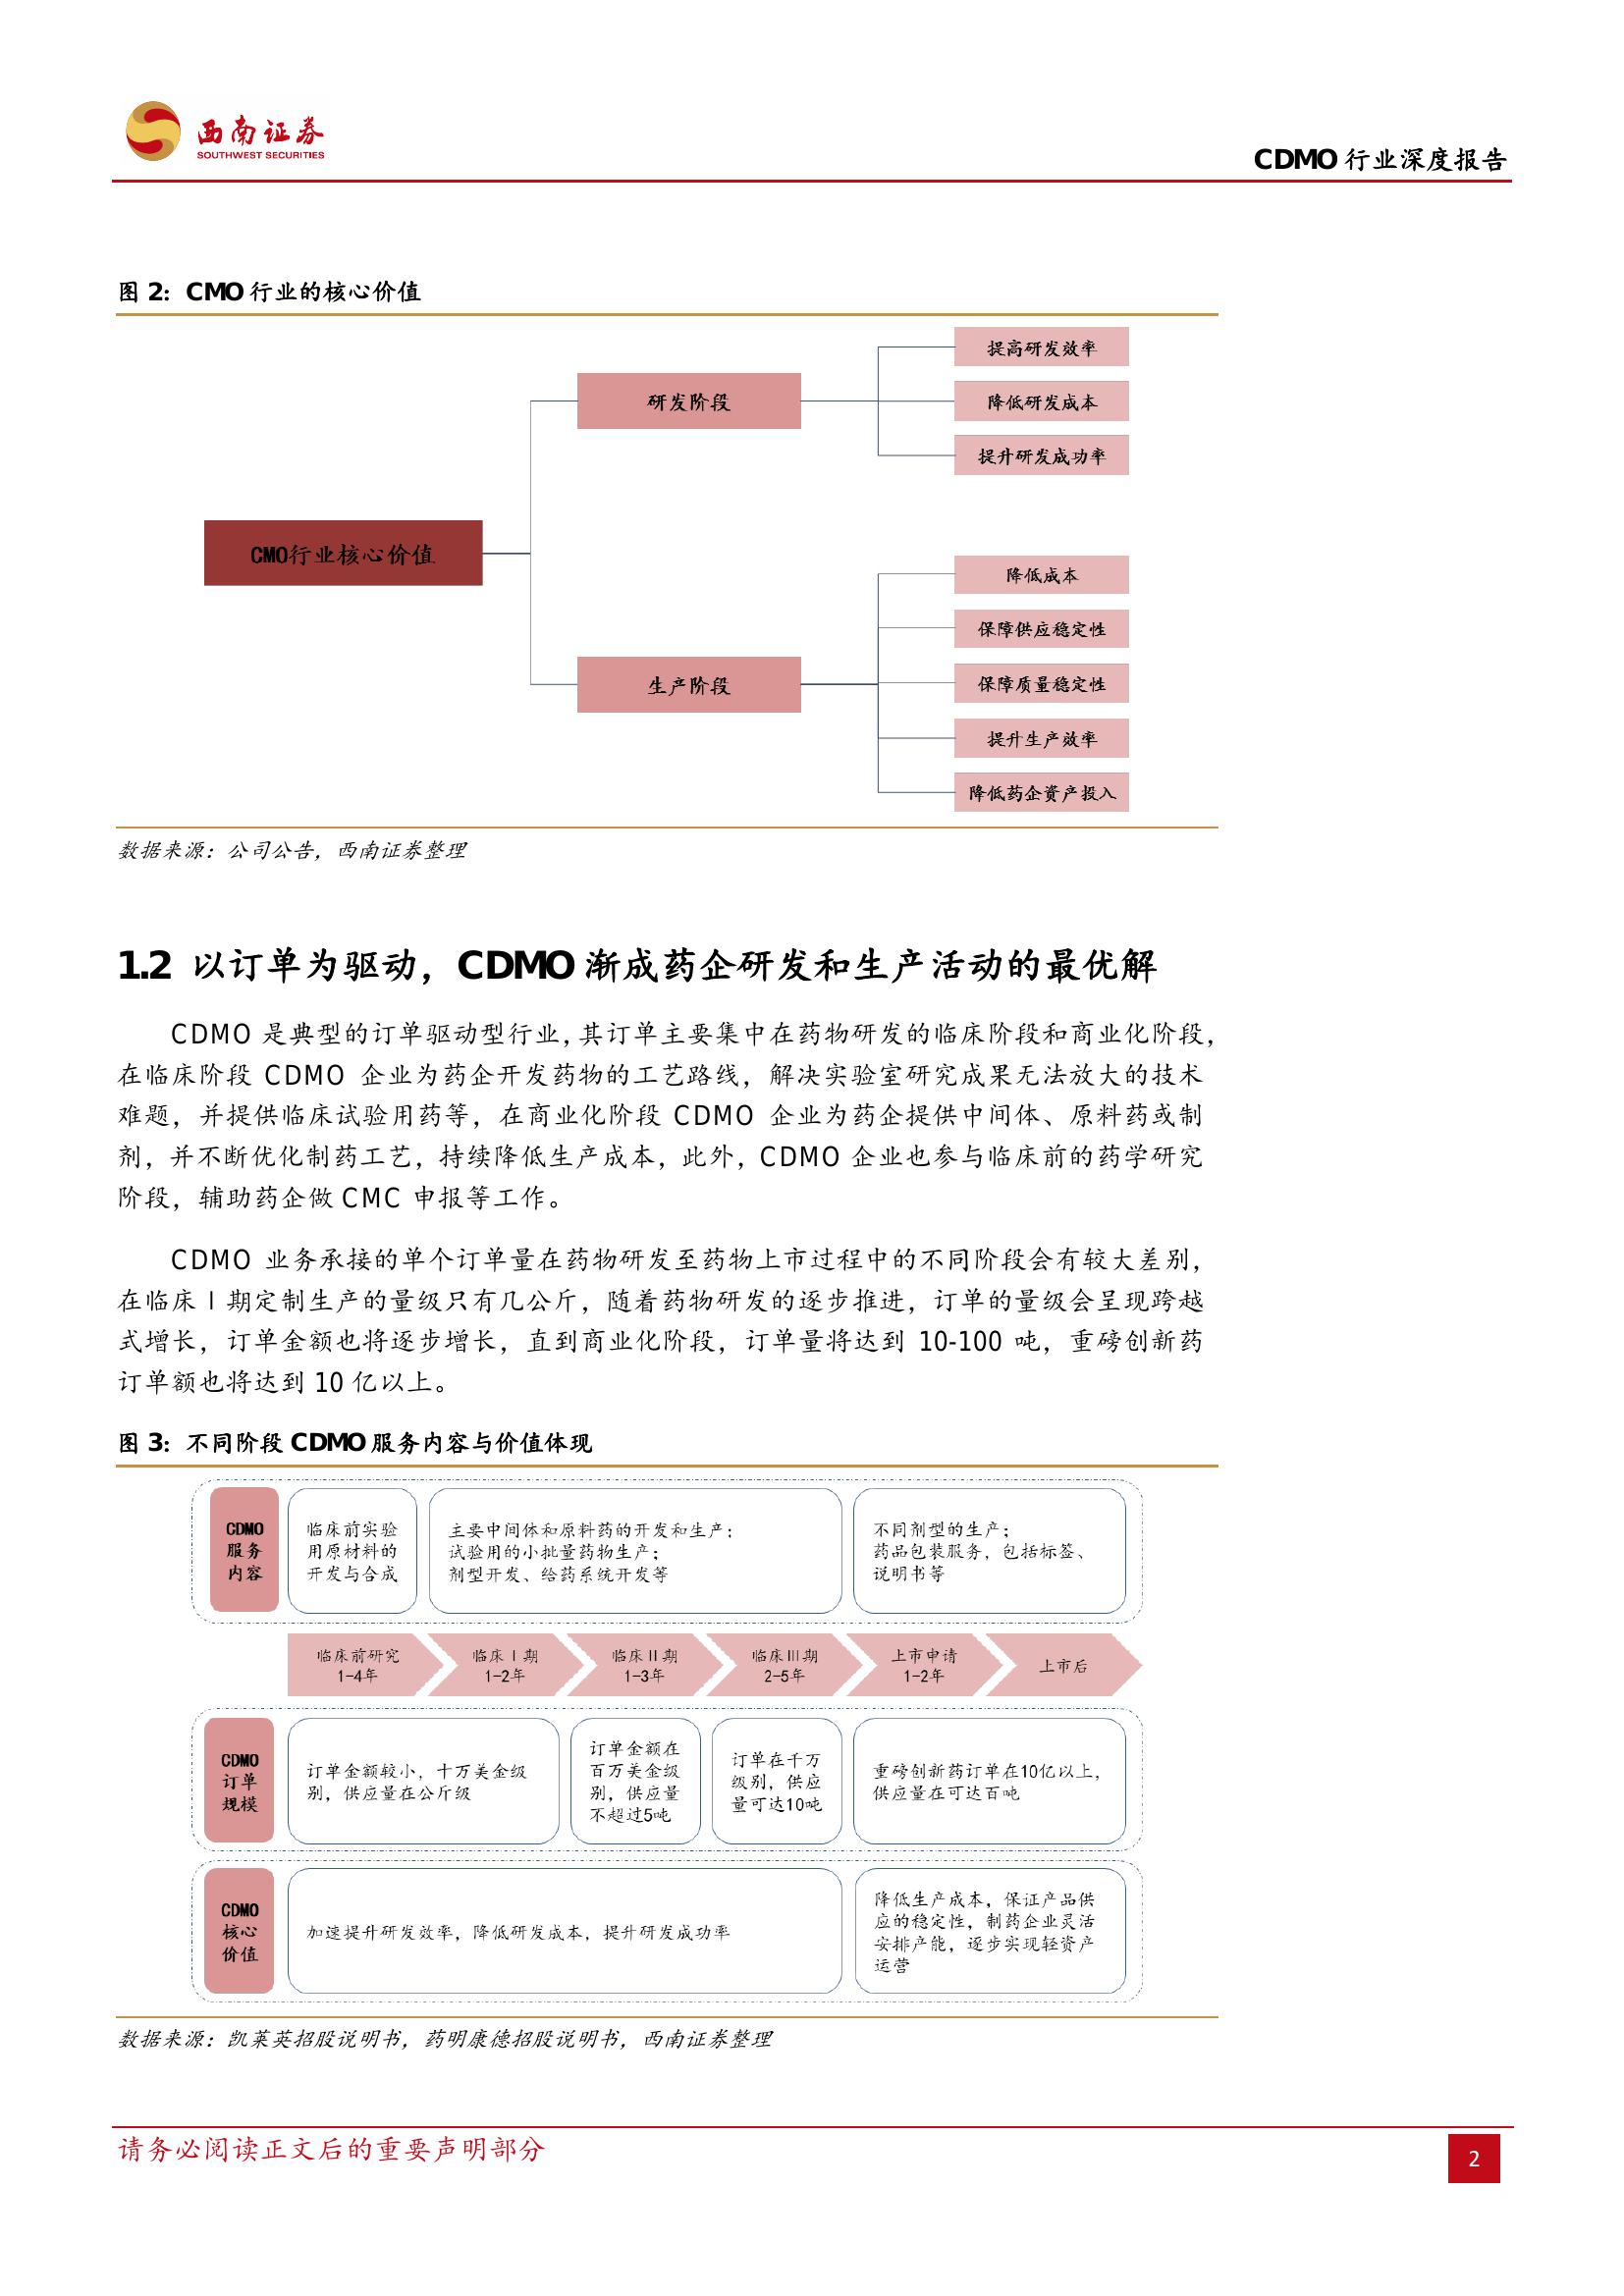 西南证券
SOUTHWEST SECURITIES
CDMO 行业深度报告
图 2：CMO 行业的核心价值
CMO行业核心价值
研发阶段
提高研发效率
降低研发成本
提升研发成功率
生产阶段
降低成本
保障供应稳定性
保障质量稳定性
提升生产效率
降低药企資产投入
数据来源：公司公告，西南证券整理
1.2 以订单为驱动，CDMO 渐成药企研发和生产活动的最优解
CDMO 是典型的订单驱动型行业，其订单主要集中在药物研发的临床阶段和商业化阶段，
在临床阶段 CDMO 企业为药企开发药物的工艺路线，解决实验室研究成果无法放大的技术
难题，并提供临床试验用药等，在商业化阶段 CDMO 企业为药企提供中间体、原料药或制
剂，并不断优化制药工艺，持续降低生产成本，此外，CDMO 企业也参与临床前的药学研究
阶段，辅助药企做 CMC 申报等工作。
CDMO 业务承接的单个订单量在药物研发至药物上市过程中的不同阶段会有较大差别，
在临床 I 期定制生产的量级只有几公斤，随着药物研发的逐步推进，订单的量级会呈现跨越
式增长，订单金额也将逐步增长，直到商业化阶段，订单量将达到 10-100 吨，重磅创新药
订单额也将达到 10 亿以上。
图 3：不同阶段 CDMO 服务内容与价值体现
CDMO
服务
内容
临床前实验
用原材料的
开发与合成
主要中间体和原料药的开发和生产；
试验用的小批量药物生产；
剂型开发、给药系统开发等
不同剂型的生产；
药品包装服务，包括标签、
说明书等
临床前研究
1-4年
临床Ⅰ期
1-2年
临床Ⅱ期
1-3年
临床Ⅲ期
2-5年
上市申请
1-2年
上市后
CDMO
订单
规模
订单金额较小，十万美金级
别，供应量在公斤级
订单金额在
百万美金级
别，供应量
不超过5吨
订单在千万
级别，供应
量可达10吨
重磅创新药订单在10亿以上，
供应量在可达百吨
CDMO
核心
价值
加速提升研发效率，降低研发成本，提升研发成功率
降低生产成本，保证产品供
应的稳定性，制药企业灵活
安排产能，逐步实现轻资产
运营
数据来源：凯莱英招股说明书，药明康德招股说明书，西南证券整理
请务必阅读正文后的重要声明部分
2